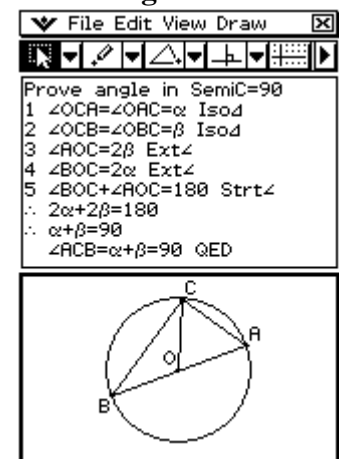 File Edit View Draw
Prove angle in SemiC=90
1 ∠OCA=∠OAC=α Iso⊿
2 ∠OCB=∠OBC=β Iso⊿
3 ∠AOC=2β Ext∠
4 ∠BOC=2α Ext∠
5 ∠BOC+∠AOC=180 Strt∠
∴ 2α+2β=180
∴ α+β=90
∠ACB=α+β=90 QED
C
A
O
B